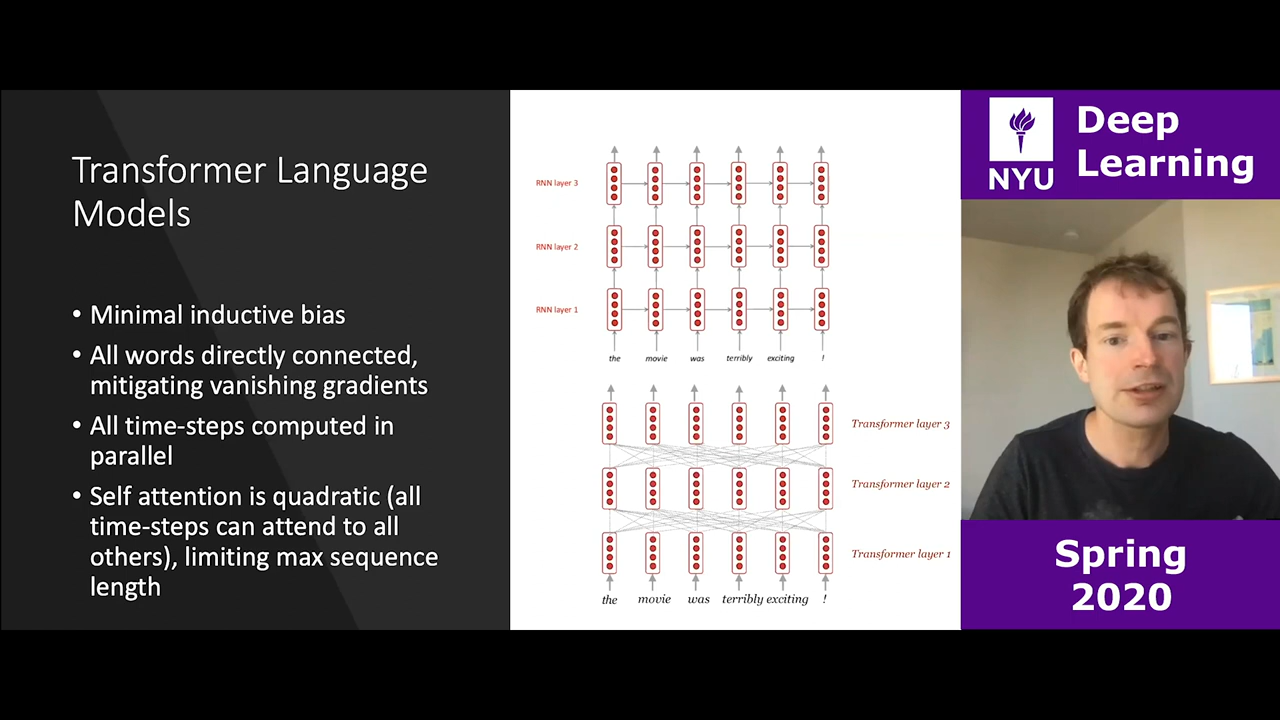 Transformer Language
Models
• Minimal inductive bias
• All words directly connected,
mitigating vanishing gradients
• All time-steps computed in
parallel
• Self attention is quadratic (all
time-steps can attend to all
others), limiting max sequence
length
RNN layer 3
RNN layer 2
RNN layer 1
the movie was terribly exciting !
Transformer layer 3
Transformer layer 2
Transformer layer 1
the movie was terribly exciting !
NYU
Deep
Learning
Spring
2020